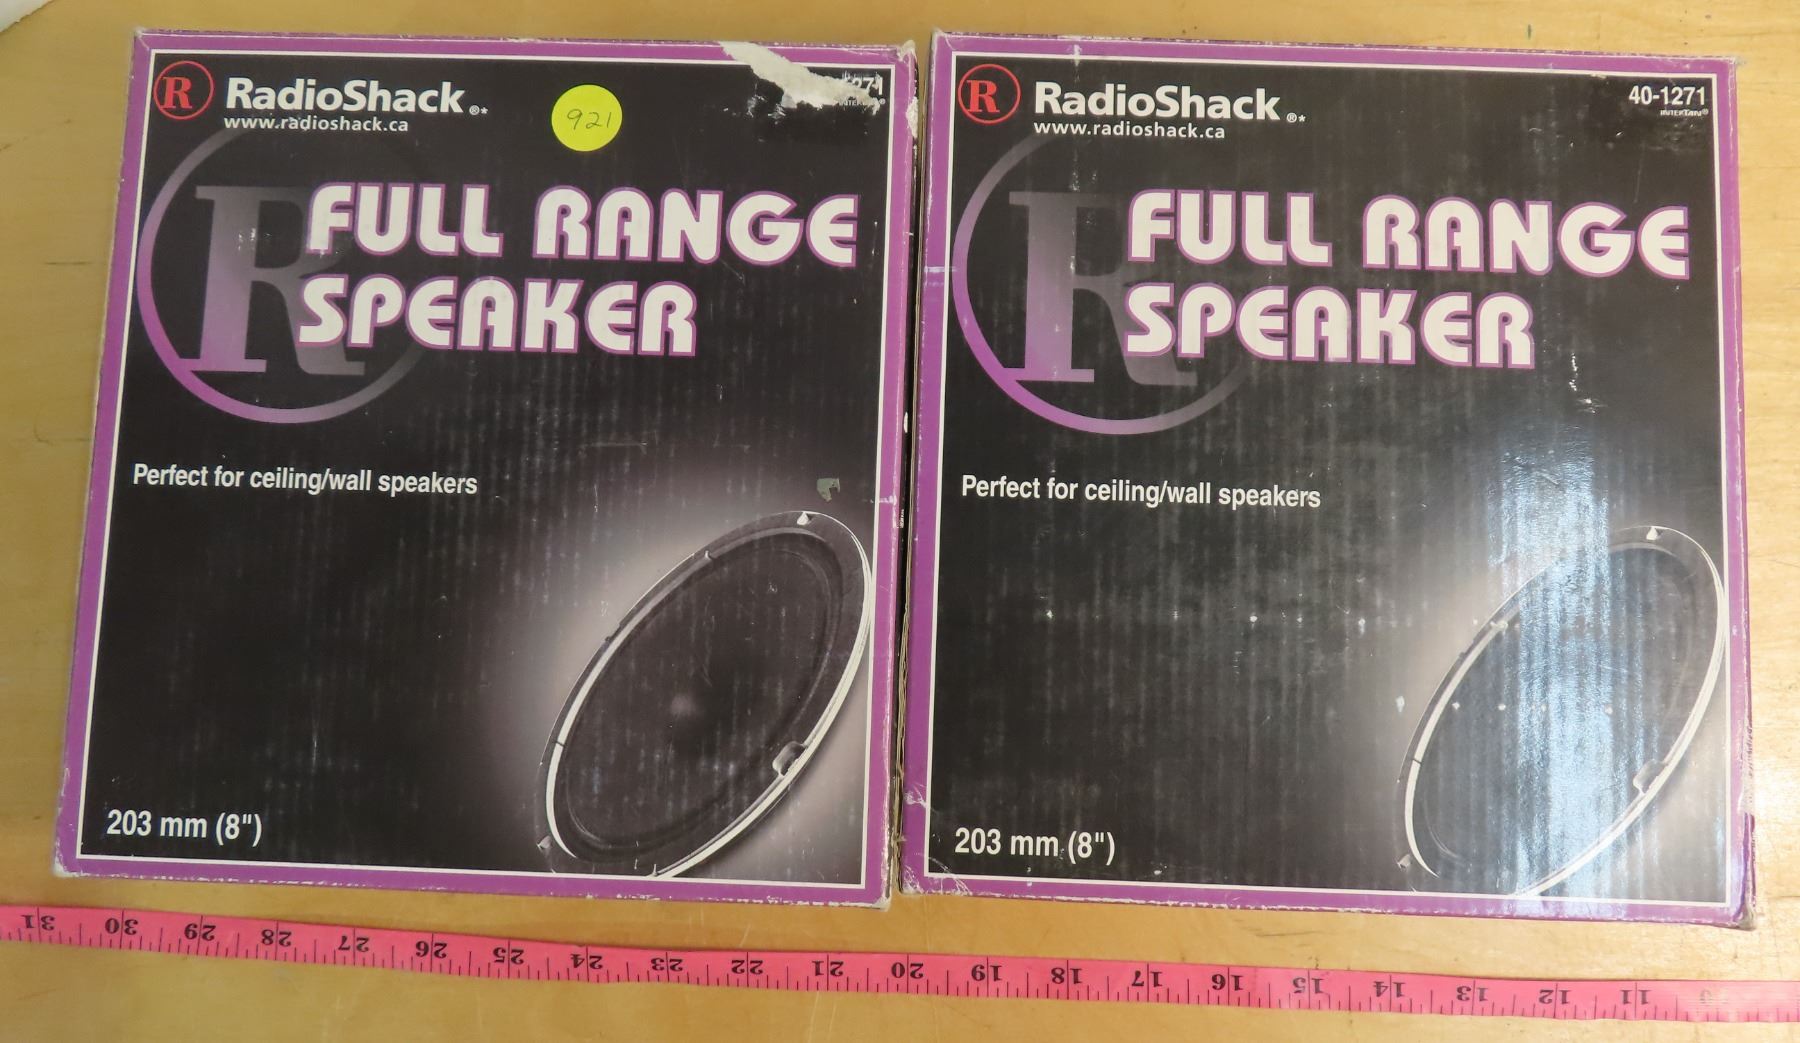 R RadioShack ®*
www.radioshack.ca
921
FULL RANGE
SPEAKER
Perfect for ceiling/wall speakers
203 mm (8")
R RadioShack ®*
www.radioshack.ca
40-1271
INTERTAN®
FULL RANGE
SPEAKER
Perfect for ceiling/wall speakers
203 mm (8")
31 30 29 28 27 26 25 24 23 22 21 20 19 18 17 16 15 14 13 12 11